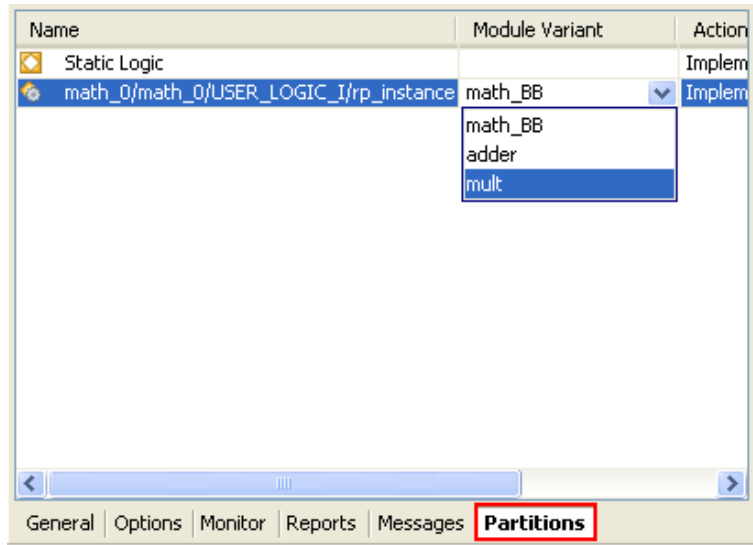 Name Module Variant Action
Static Logic Implem
math_0/math_0/USER_LOGIC_I/rp_instance math_BB Implem
math_BB
adder
mult
General Options Monitor Reports Messages Partitions